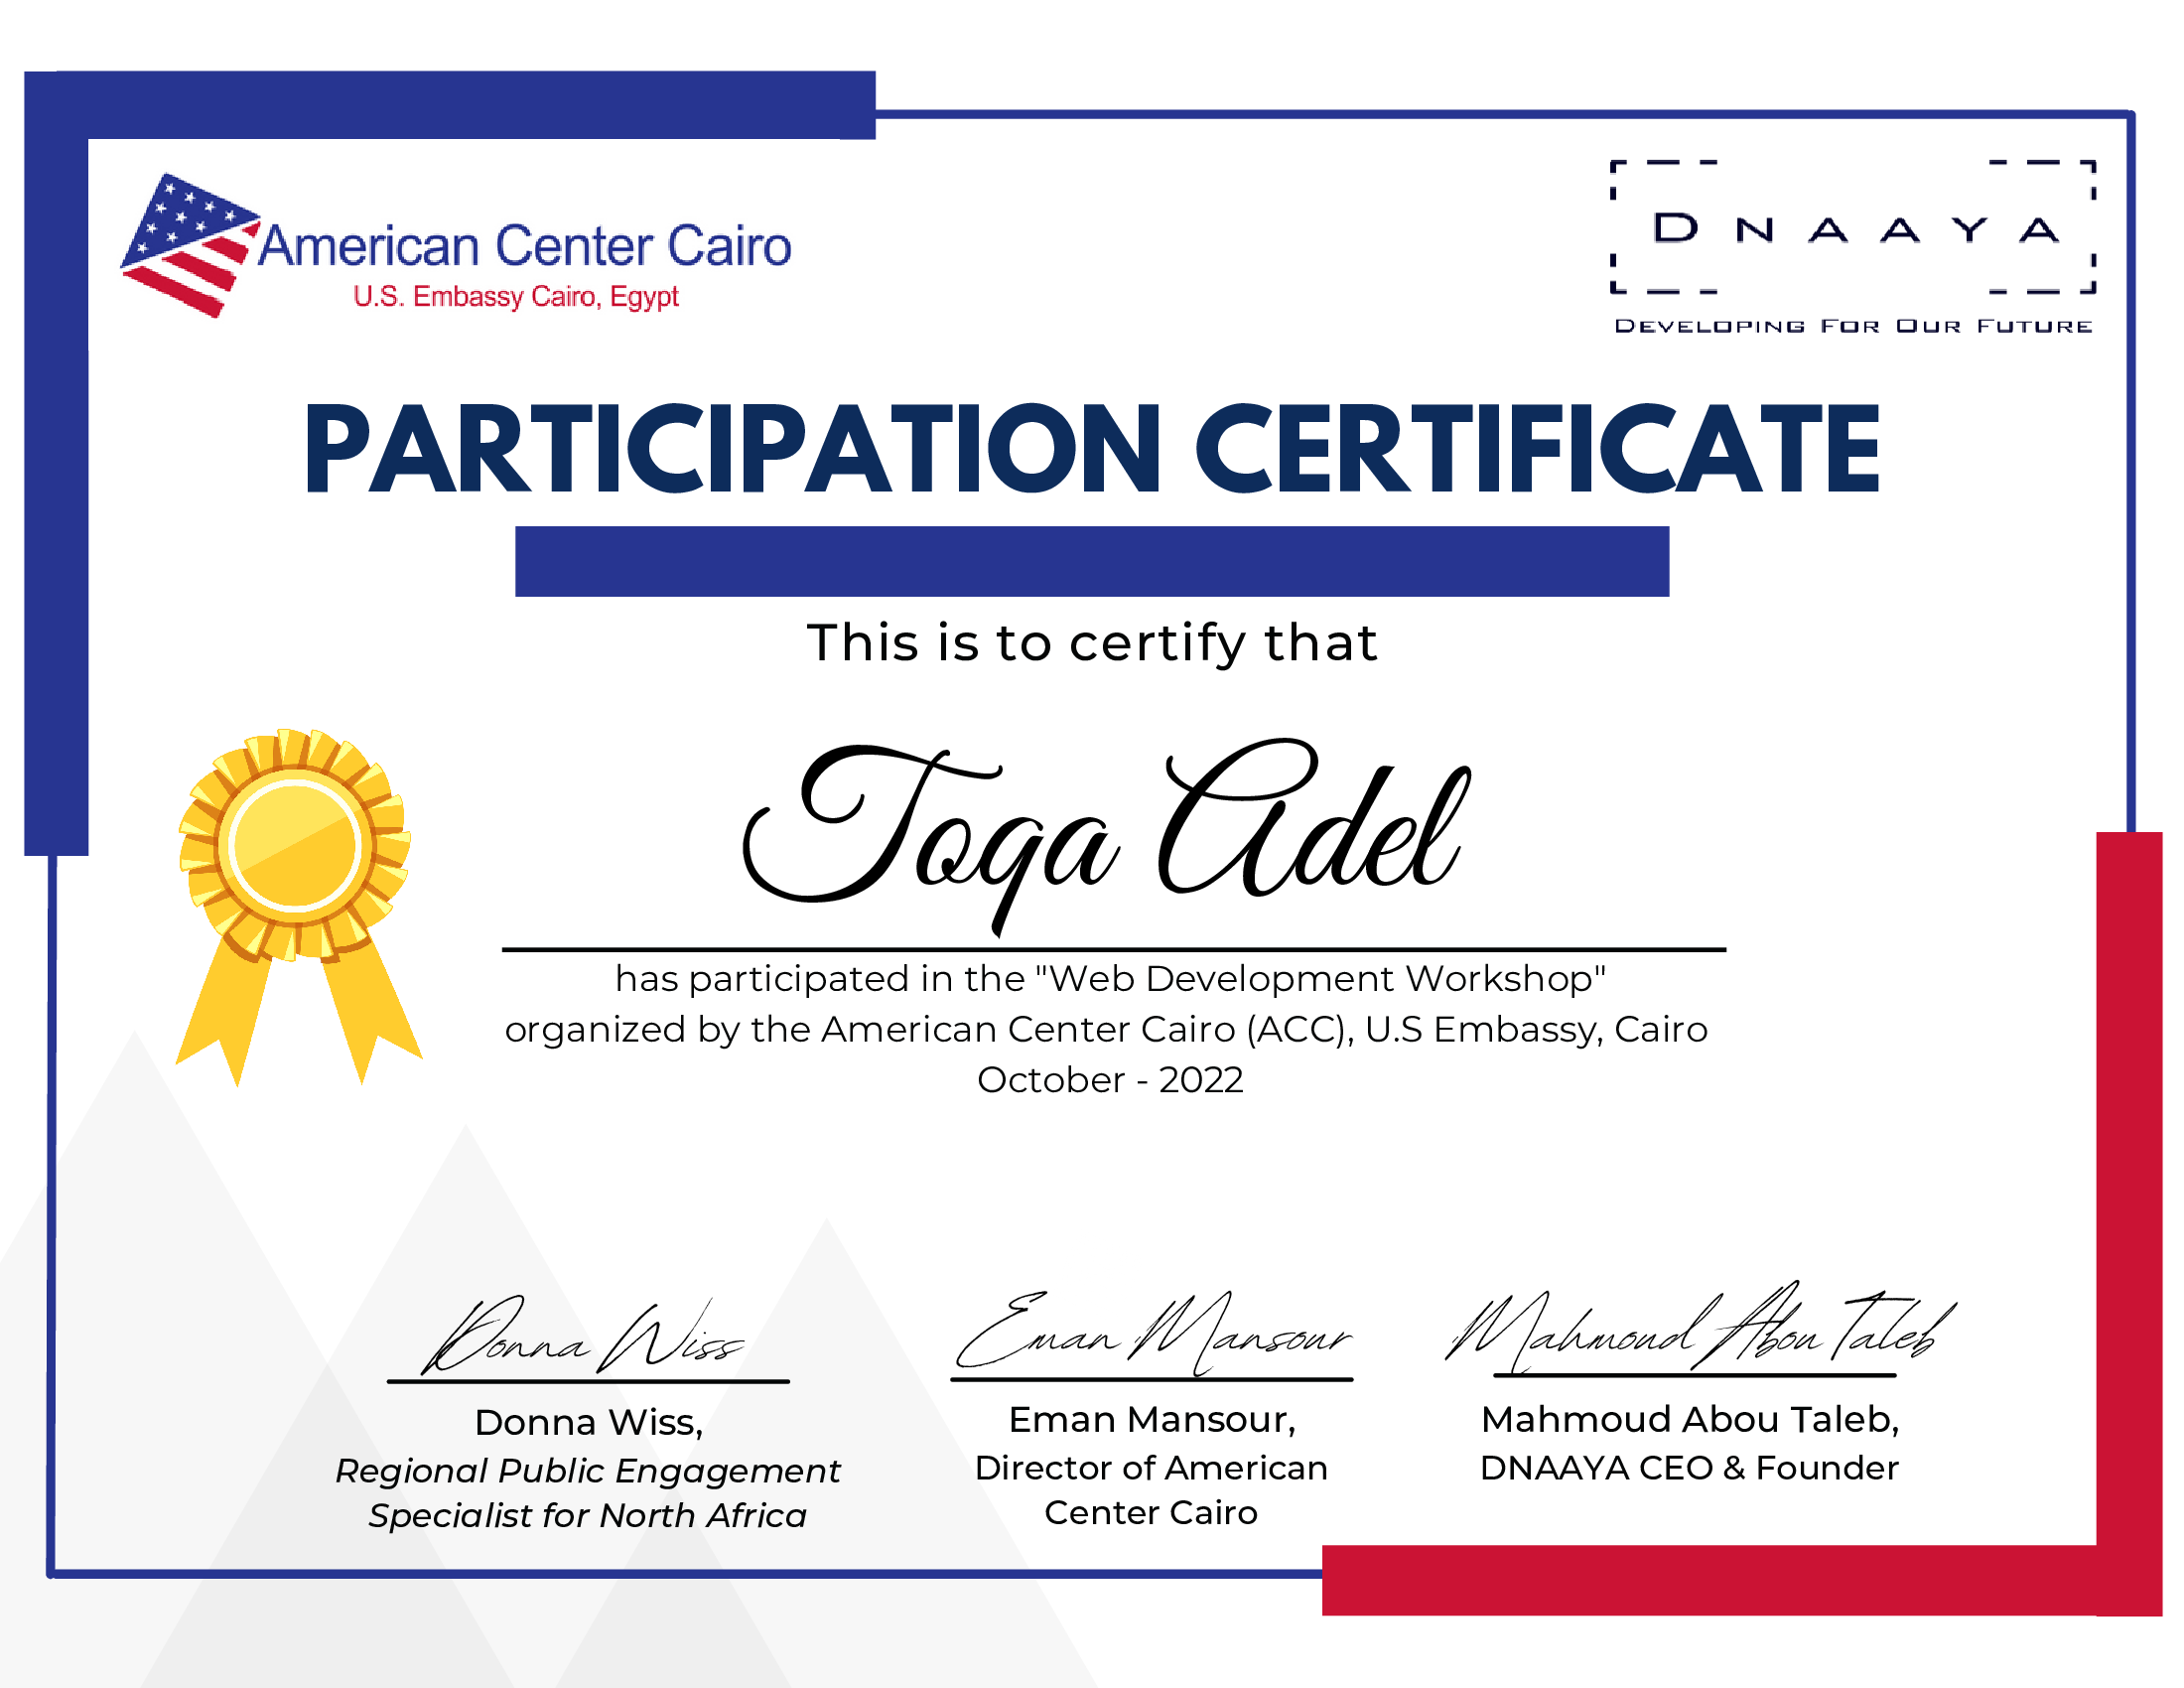 American Center Cairo
U.S. Embassy Cairo, Egypt
DNAAYA
Developing For Our Future
PARTICIPATION CERTIFICATE
This is to certify that
Toqa Adel
has participated in the "Web Development Workshop"
organized by the American Center Cairo (ACC), U.S Embassy, Cairo
October - 2022
Donna Wiss
Donna Wiss,
Regional Public Engagement
Specialist for North Africa
Eman Mansour
Eman Mansour,
Director of American
Center Cairo
Mahmoud Abou Taleb
Mahmoud Abou Taleb,
DNAAYA CEO & Founder